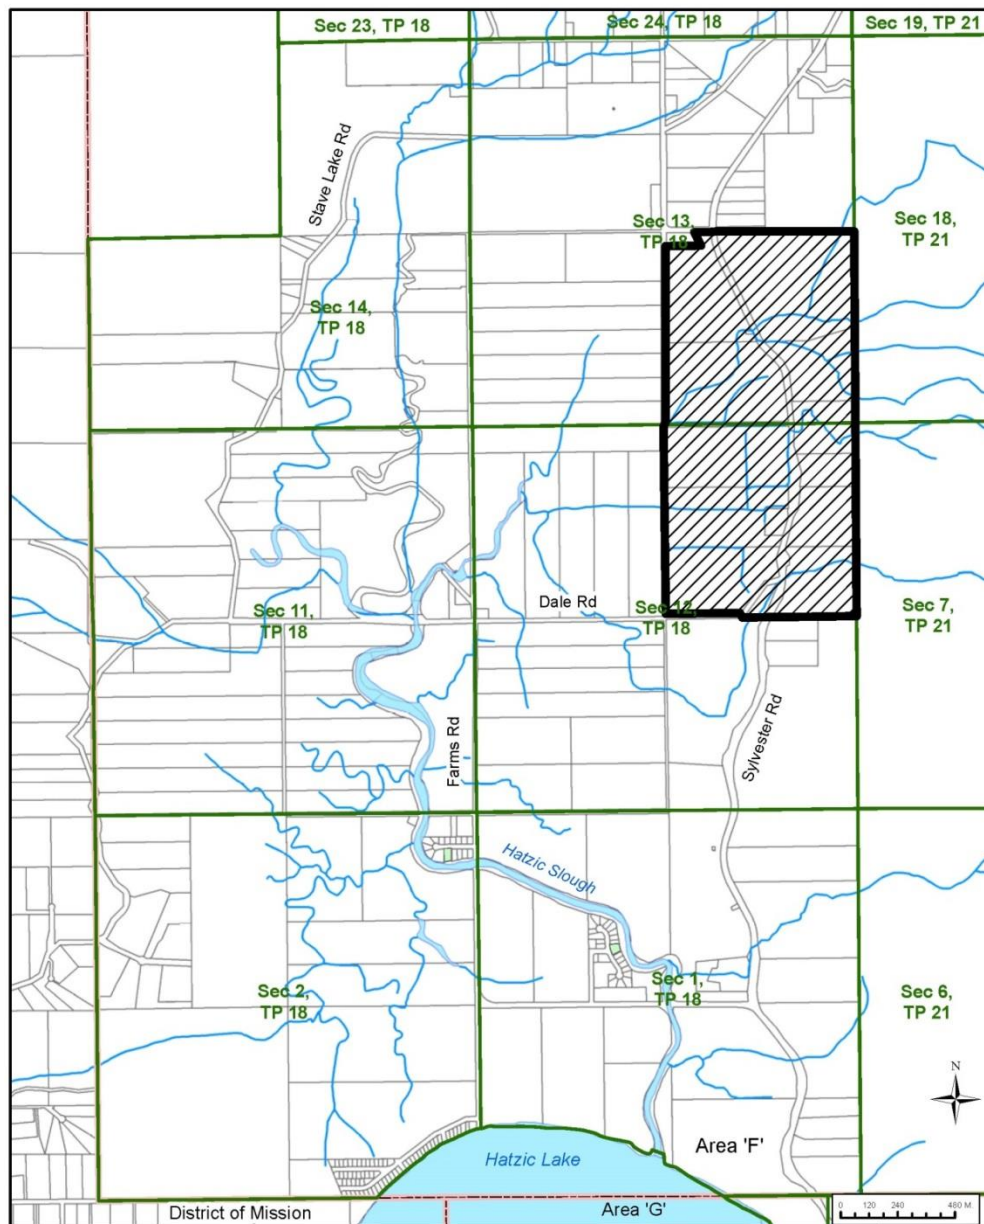 Sec 23, TP 18
Sec 24, TP 18
Sec 19, TP 21
Stave Lake Rd
Sec 13,
TP 18
Sec 18,
TP 21
Sec 14,
TP 18
Dale Rd
Sec 11,
TP 18
Sec 12,
TP 18
Sec 7,
TP 21
Farms Rd
Sylvester Rd
Hatzic Slough
Sec 2,
TP 18
Sec 1,
TP 18
Sec 6,
TP 21
N
Area 'F'
Hatzic Lake
District of Mission
Area 'G'
0 120 240 480 M.